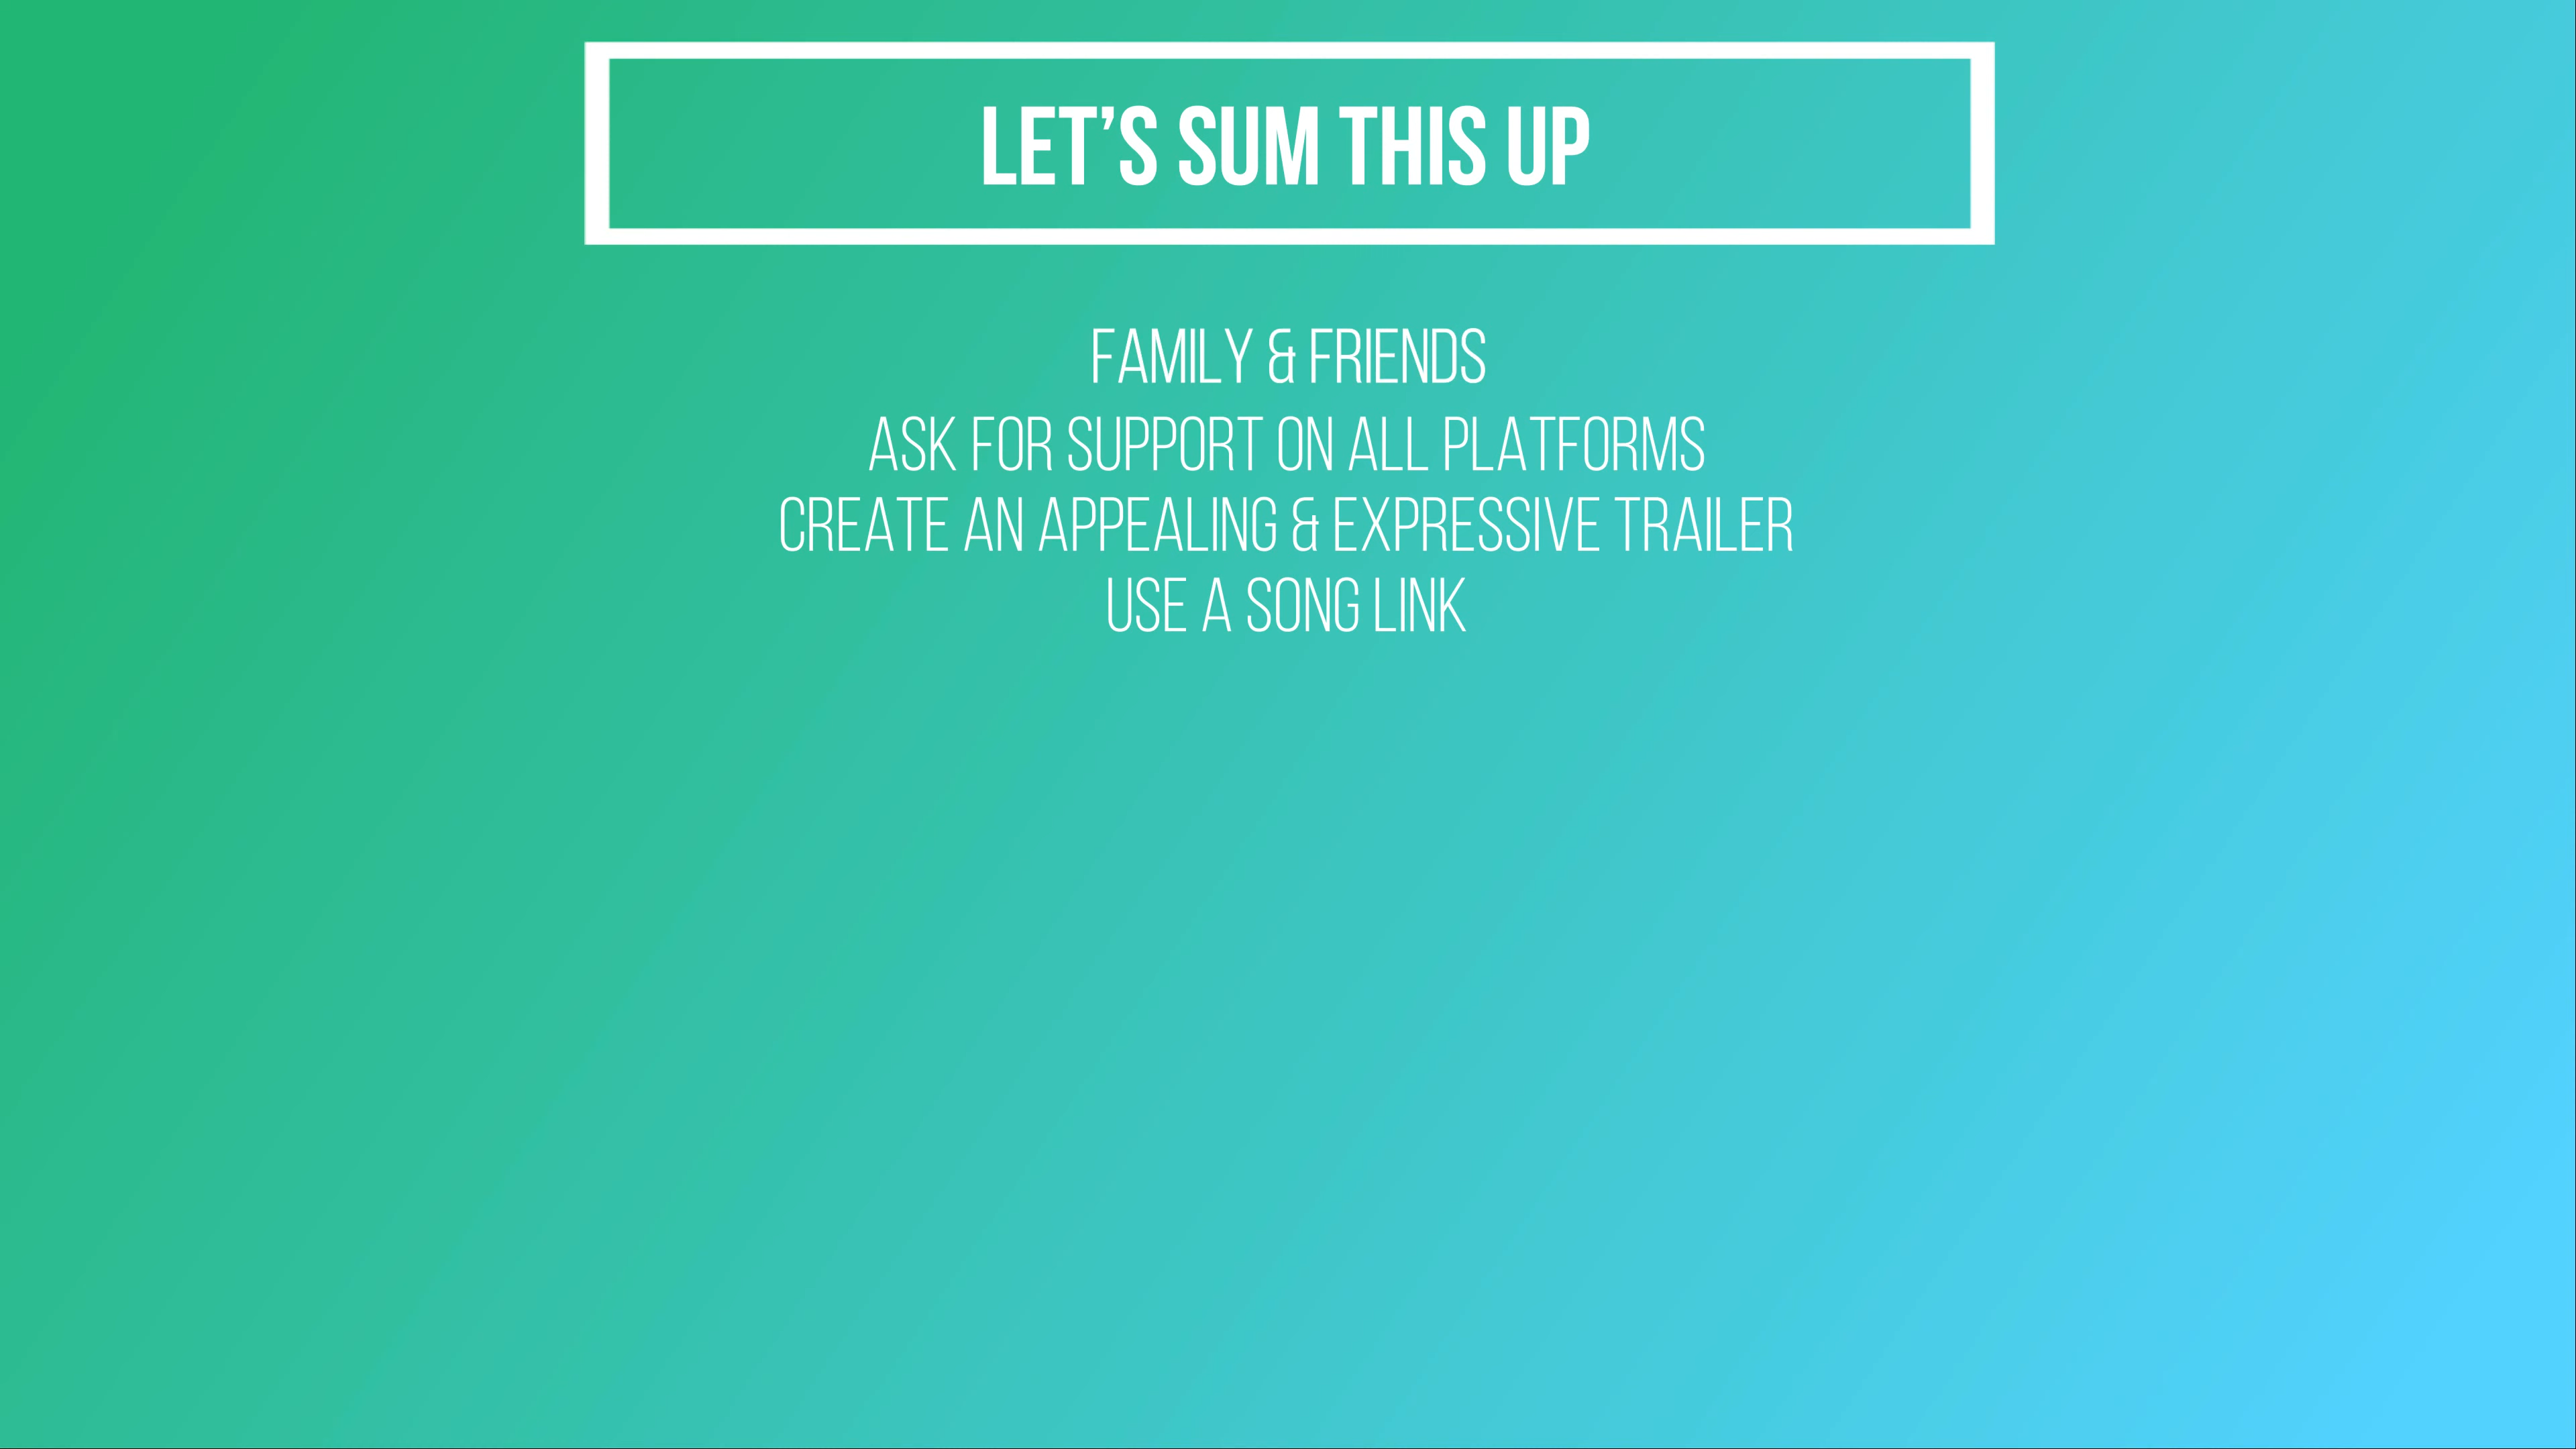 LET’S SUM THIS UP
FAMILY & FRIENDS
ASK FOR SUPPORT ON ALL PLATFORMS
CREATE AN APPEALING & EXPRESSIVE TRAILER
USE A SONG LINK